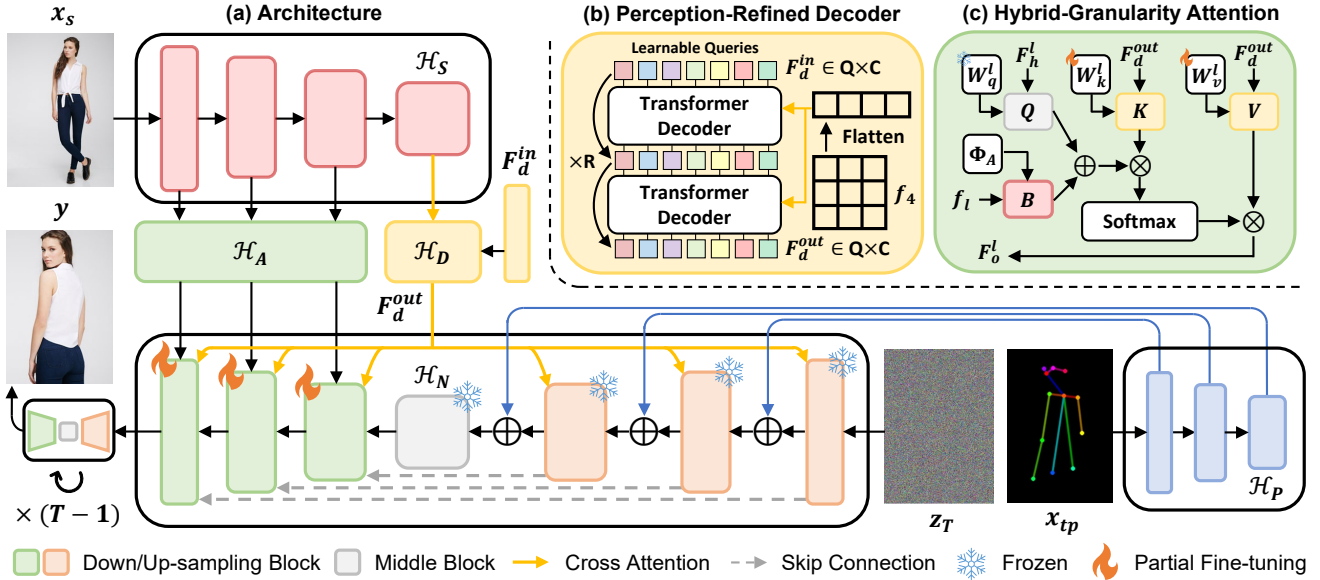 x_s
(a) Architecture
(b) Perception-Refined Decoder
(c) Hybrid-Granularity Attention
ℋ_S
F_d^{in}
y
ℋ_A
ℋ_D
F_d^{out}
Learnable Queries
F_d^{in} ∈ Q×C
Transformer
Decoder
Flatten
×R
Transformer
Decoder
f_4
F_d^{out} ∈ Q×C
W_q^l
F_h^l
W_k^l
F_d^{out}
W_v^l
F_d^{out}
Q
K
V
Φ_A
f_l
B
Softmax
F_o^l
ℋ_N
ℋ_P
× (T − 1)
z_T
x_{tp}
Down/Up-sampling Block
Middle Block
Cross Attention
Skip Connection
Frozen
Partial Fine-tuning